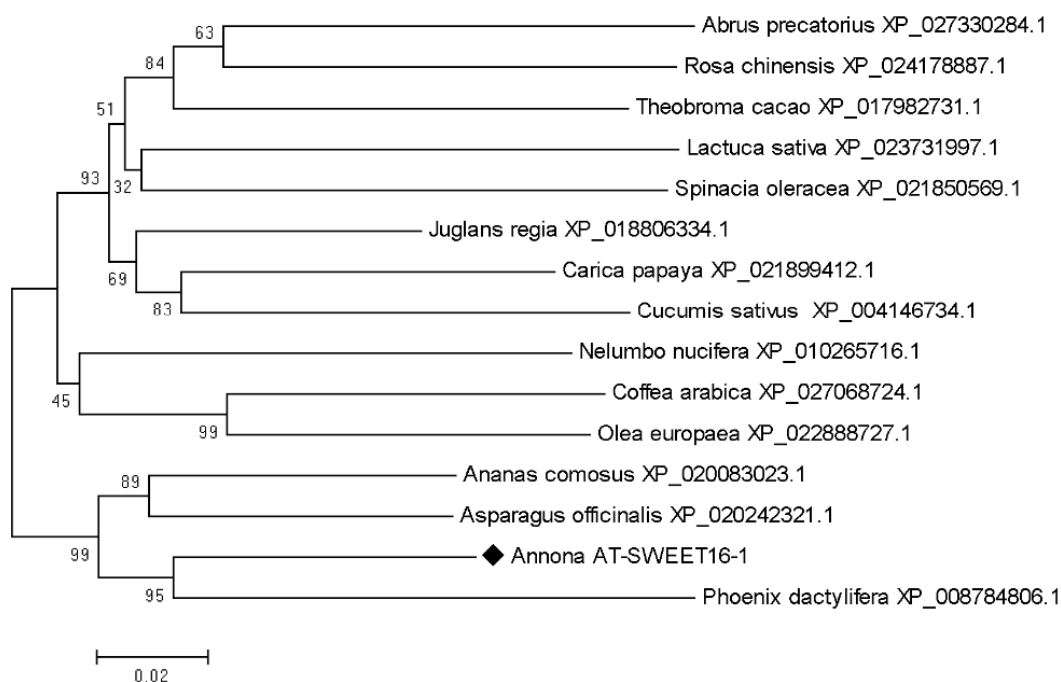 63
Abrus precatorius XP_027330284.1
84
Rosa chinensis XP_024178887.1
Theobroma cacao XP_017982731.1
51
Lactuca sativa XP_023731997.1
93
32
Spinacia oleracea XP_021850569.1
Juglans regia XP_018806334.1
69
Carica papaya XP_021899412.1
83
Cucumis sativus XP_004146734.1
Nelumbo nucifera XP_010265716.1
45
Coffea arabica XP_027068724.1
99
Olea europaea XP_022888727.1
89
Ananas comosus XP_020083023.1
Asparagus officinalis XP_020242321.1
99
Annona AT-SWEET16-1
95
Phoenix dactylifera XP_008784806.1
0.02